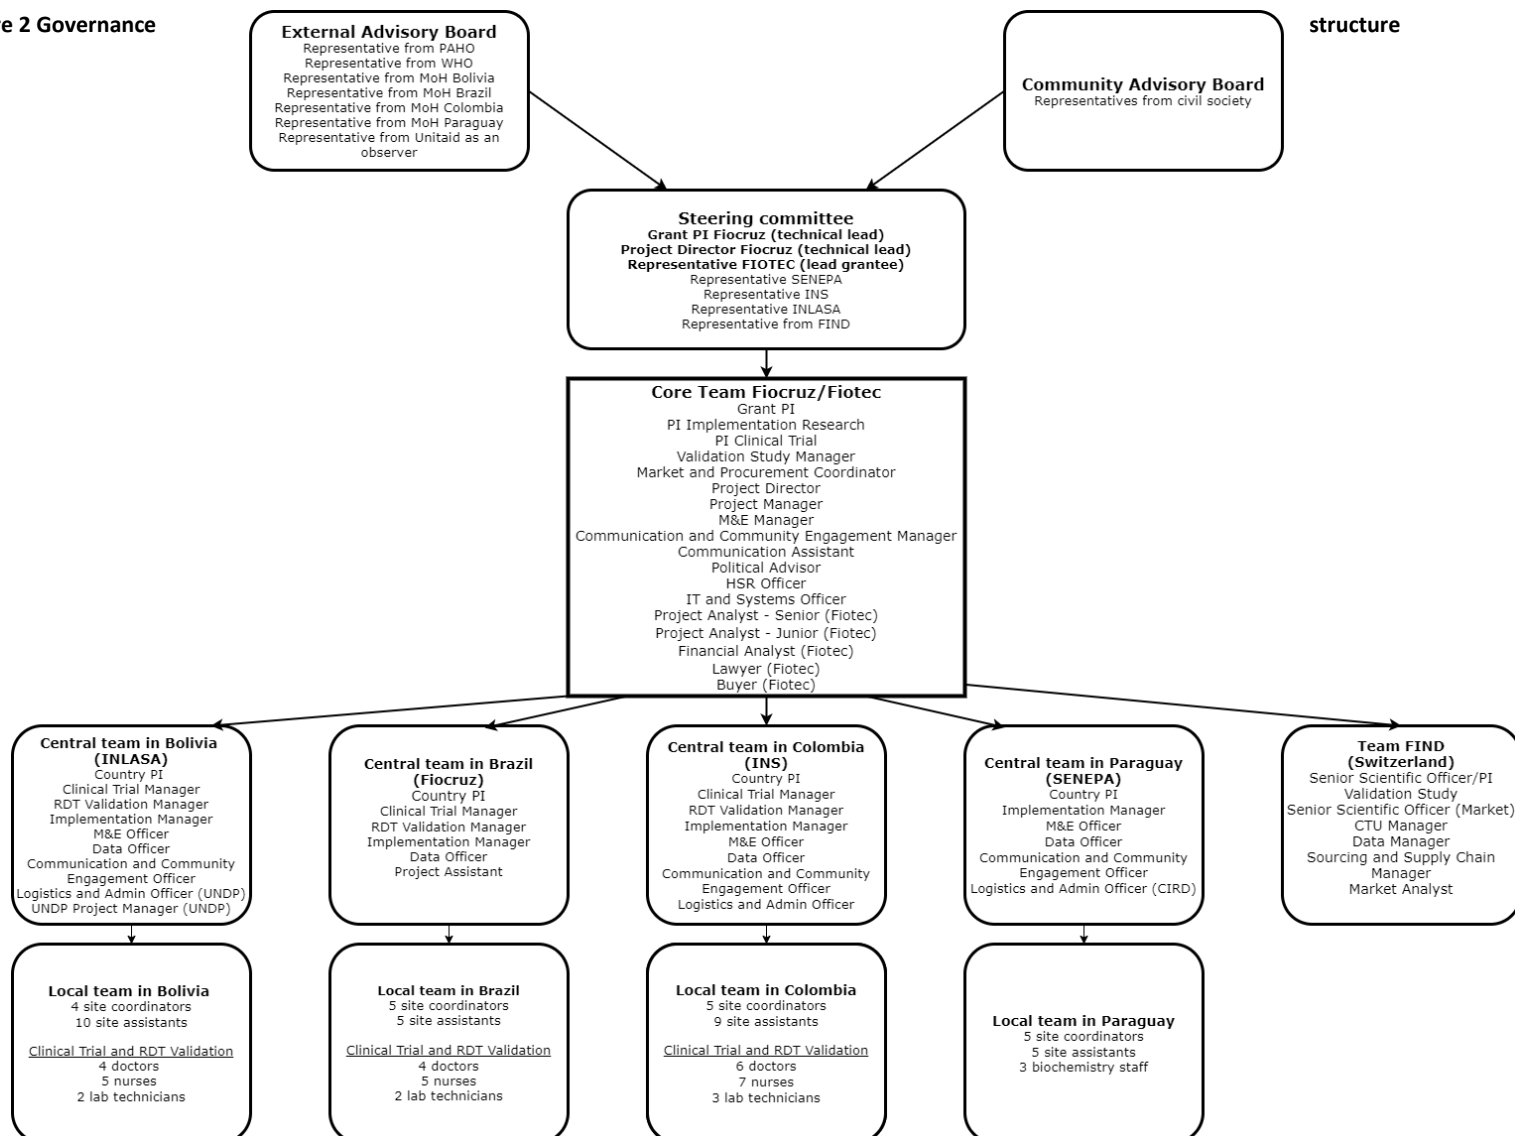 e 2 Governance
structure
External Advisory Board
Representative from PAHO
Representative from WHO
Representative from MoH Bolivia
Representative from MoH Brazil
Representative from MoH Colombia
Representative from MoH Paraguay
Representative from Unitaid as an
observer
Community Advisory Board
Representatives from civil society
Steering committee
Grant PI Fiocruz (technical lead)
Project Director Fiocruz (technical lead)
Representative FIOTEC (lead grantee)
Representative SENEPA
Representative INS
Representative INLASA
Representative from FIND
Core Team Fiocruz/Fiotec
Grant PI
PI Implementation Research
PI Clinical Trial
Validation Study Manager
Market and Procurement Coordinator
Project Director
Project Manager
M&E Manager
Communication and Community Engagement Manager
Communication Assistant
Political Advisor
HSR Officer
IT and Systems Officer
Project Analyst - Senior (Fiotec)
Project Analyst - Junior (Fiotec)
Financial Analyst (Fiotec)
Lawyer (Fiotec)
Buyer (Fiotec)
Central team in Bolivia
(INLASA)
Country PI
Clinical Trial Manager
RDT Validation Manager
Implementation Manager
M&E Officer
Data Officer
Communication and Community
Engagement Officer
Logistics and Admin Officer (UNDP)
UNDP Project Manager (UNDP)
Central team in Brazil
(Fiocruz)
Country PI
Clinical Trial Manager
RDT Validation Manager
Implementation Manager
Data Officer
Project Assistant
Central team in Colombia
(INS)
Country PI
Clinical Trial Manager
RDT Validation Manager
Implementation Manager
M&E Officer
Data Officer
Communication and Community
Engagement Officer
Logistics and Admin Officer
Central team in Paraguay
(SENEPA)
Country PI
Implementation Manager
M&E Officer
Data Officer
Communication and Community
Engagement Officer
Logistics and Admin Officer (CIRD)
Team FIND
(Switzerland)
Senior Scientific Officer/PI
Validation Study
Senior Scientific Officer (Market)
CTU Manager
Data Manager
Sourcing and Supply Chain
Manager
Market Analyst
Local team in Bolivia
4 site coordinators
10 site assistants
Clinical Trial and RDT Validation
4 doctors
5 nurses
2 lab technicians
Local team in Brazil
5 site coordinators
5 site assistants
Clinical Trial and RDT Validation
4 doctors
5 nurses
2 lab technicians
Local team in Colombia
5 site coordinators
9 site assistants
Clinical Trial and RDT Validation
6 doctors
7 nurses
3 lab technicians
Local team in Paraguay
5 site coordinators
5 site assistants
3 biochemistry staff